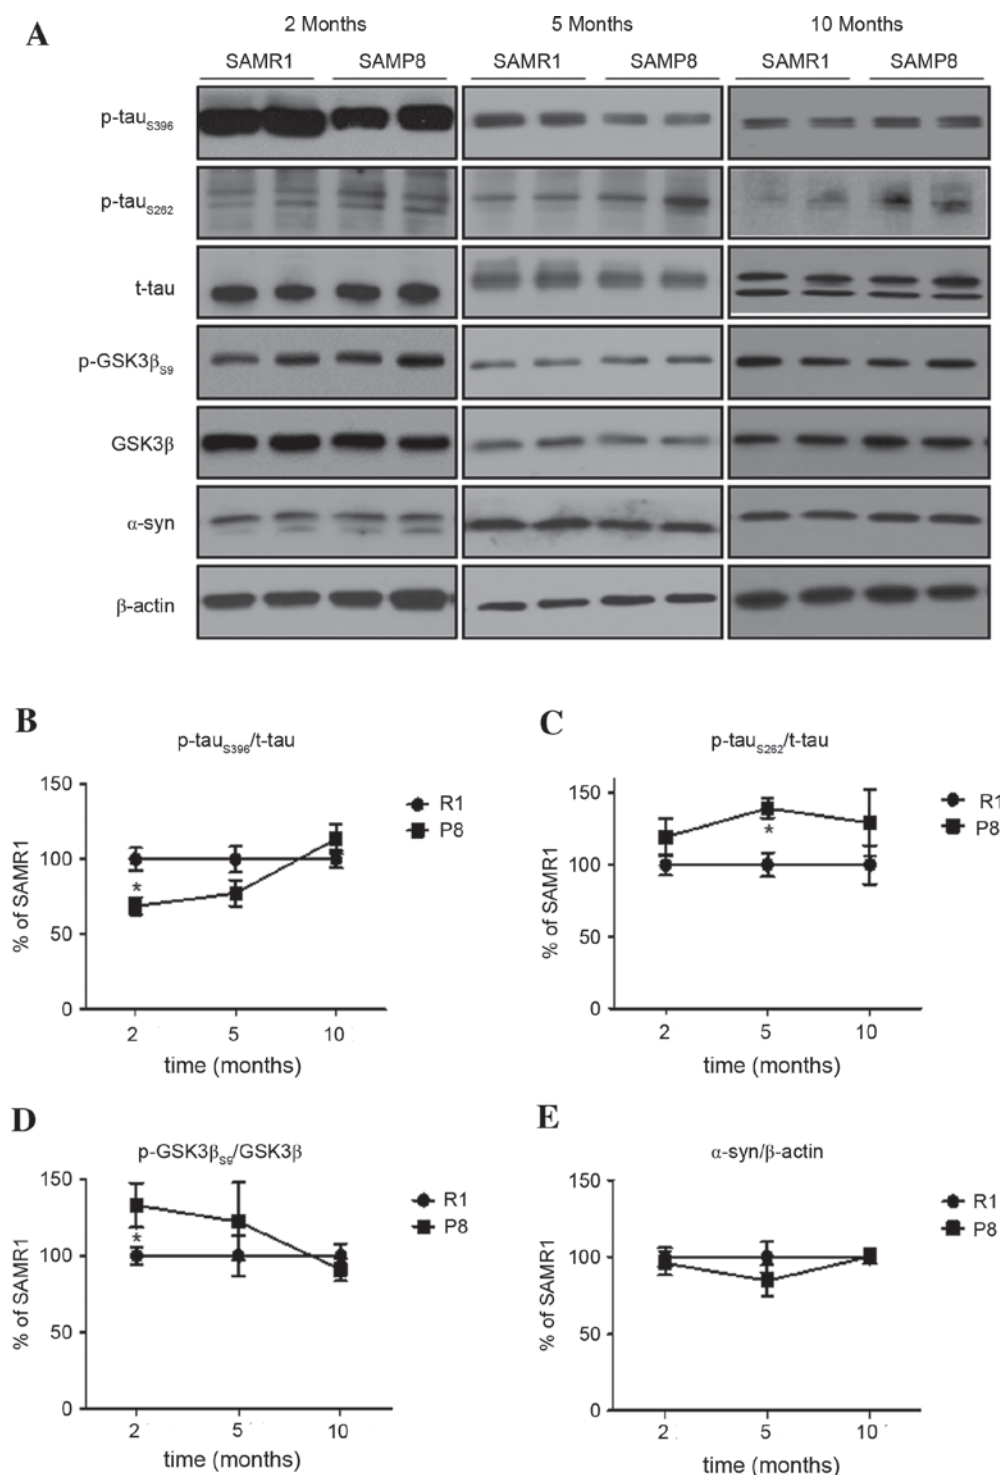 A
2 Months 5 Months 10 Months
SAMR1 SAMP8 SAMR1 SAMP8 SAMR1 SAMP8
p-tauS396
p-tauS262
t-tau
p-GSK3βS9
GSK3β
α-syn
β-actin
B
p-tauS396/t-tau
150
100
50
0
% of SAMR1
*
2 5 10
time (months)
R1
P8
C
p-tauS262/t-tau
150
100
50
0
% of SAMR1
*
2 5 10
time (months)
R1
P8
D
p-GSK3βS9/GSK3β
150
100
50
0
% of SAMR1
*
2 5 10
time (months)
R1
P8
E
α-syn/β-actin
150
100
50
0
% of SAMR1
2 5 10
time (months)
R1
P8